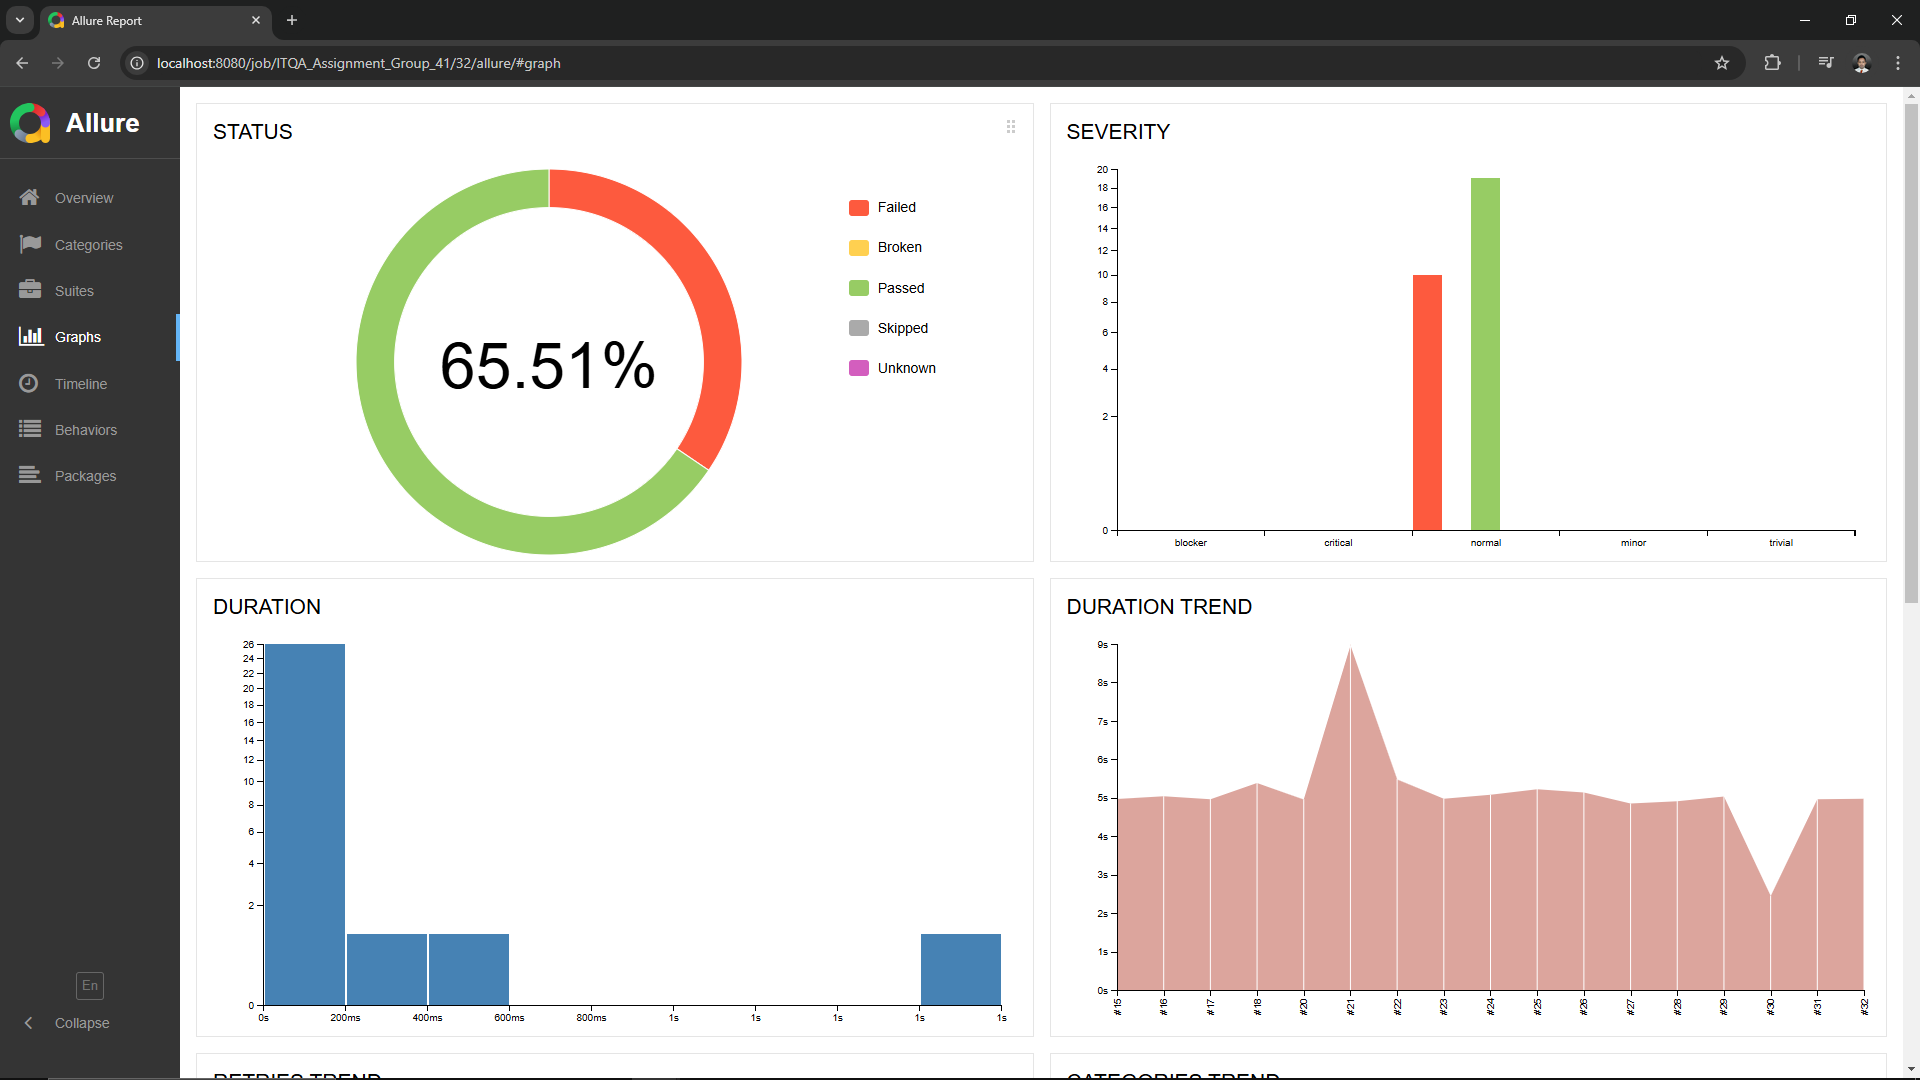 Allure Report
localhost:8080/job/ITQA_Assignment_Group_41/32/allure/#graph
Allure
Overview
Categories
Suites
Graphs
Timeline
Behaviors
Packages
En
Collapse
STATUS
65.51%
Failed
Broken
Passed
Skipped
Unknown
SEVERITY
20
18
16
14
12
10
8
6
4
2
0
blocker critical normal minor trivial
DURATION
26
24
22
20
18
16
14
12
10
8
6
4
2
0
0s 200ms 400ms 600ms 800ms 1s 1s 1s 1s 1s
DURATION TREND
9s
8s
7s
6s
5s
4s
3s
2s
1s
0s
#15 #16 #17 #18 #20 #21 #22 #23 #24 #25 #26 #27 #28 #29 #30 #31 #32
RETRIES TREND
CATEGORIES TREND